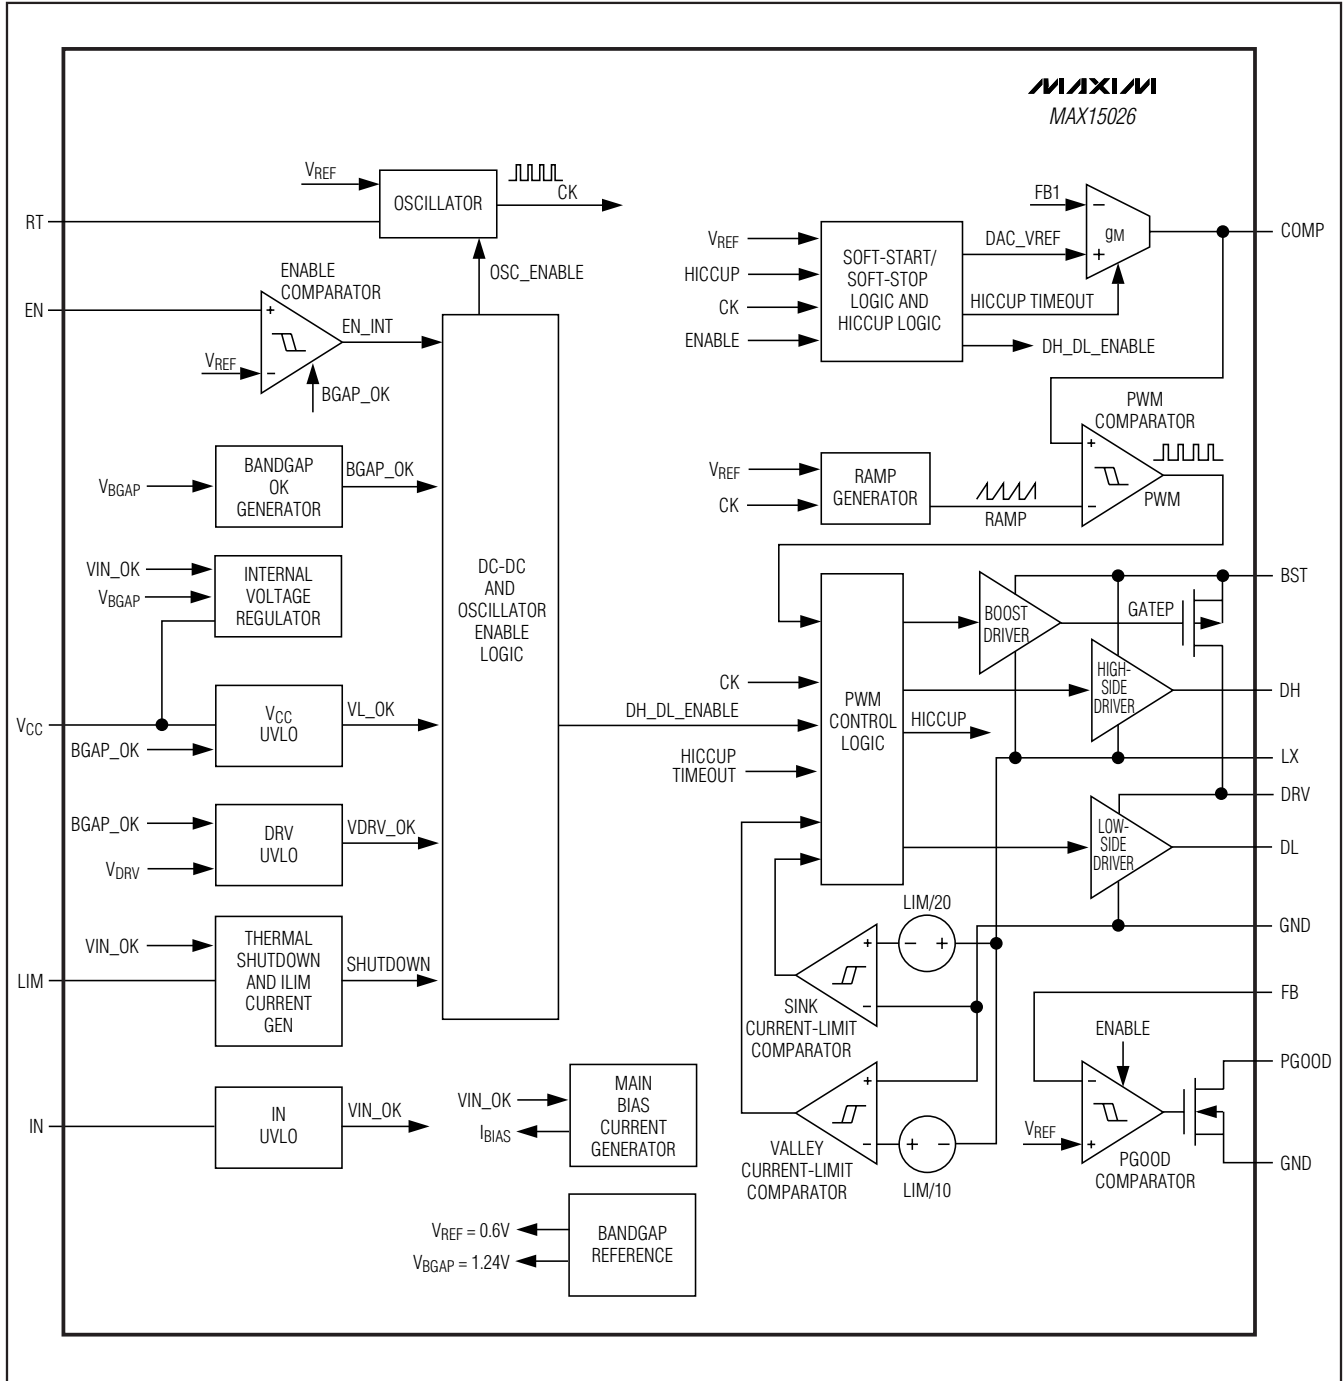 MAXIM
MAX15026
VREF
OSCILLATOR
CK
RT
OSC_ENABLE
ENABLE
COMPARATOR
EN
+
EN_INT
VREF
−
BGAP_OK
FB1
−
gM
COMP
VREF
DAC_VREF
+
HICCUP
SOFT-START/
SOFT-STOP
LOGIC AND
HICCUP LOGIC
HICCUP TIMEOUT
CK
ENABLE
DH_DL_ENABLE
BANDGAP
OK
GENERATOR
VBGAP
BGAP_OK
PWM
COMPARATOR
+
−
PWM
VREF
CK
RAMP
GENERATOR
RAMP
VIN_OK
VBGAP
INTERNAL
VOLTAGE
REGULATOR
DC-DC
AND
OSCILLATOR
ENABLE
LOGIC
BST
BOOST
DRIVER
GATEP
HIGH-
SIDE
DRIVER
DH
VCC
VCC
UVLO
VL_OK
BGAP_OK
CK
DH_DL_ENABLE
HICCUP
TIMEOUT
PWM
CONTROL
LOGIC
HICCUP
LX
DRV
BGAP_OK
VDRV
DRV
UVLO
VDRV_OK
LOW-
SIDE
DRIVER
DL
LIM/20
− +
+
−
SINK
CURRENT-LIMIT
COMPARATOR
GND
VIN_OK
LIM
THERMAL
SHUTDOWN
AND ILIM
CURRENT
GEN
SHUTDOWN
FB
ENABLE
PGOOD
−
+
VREF
PGOOD
COMPARATOR
GND
IN
IN
UVLO
VIN_OK
VIN_OK
IBIAS
MAIN
BIAS
CURRENT
GENERATOR
+
−
+ −
VALLEY
CURRENT-LIMIT
COMPARATOR
LIM/10
VREF = 0.6V
VBGAP = 1.24V
BANDGAP
REFERENCE